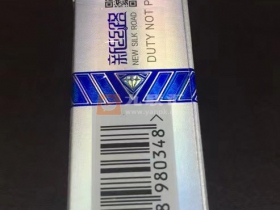 新丝路
NEW SILK ROAD
DUTY NOT P
8980348>